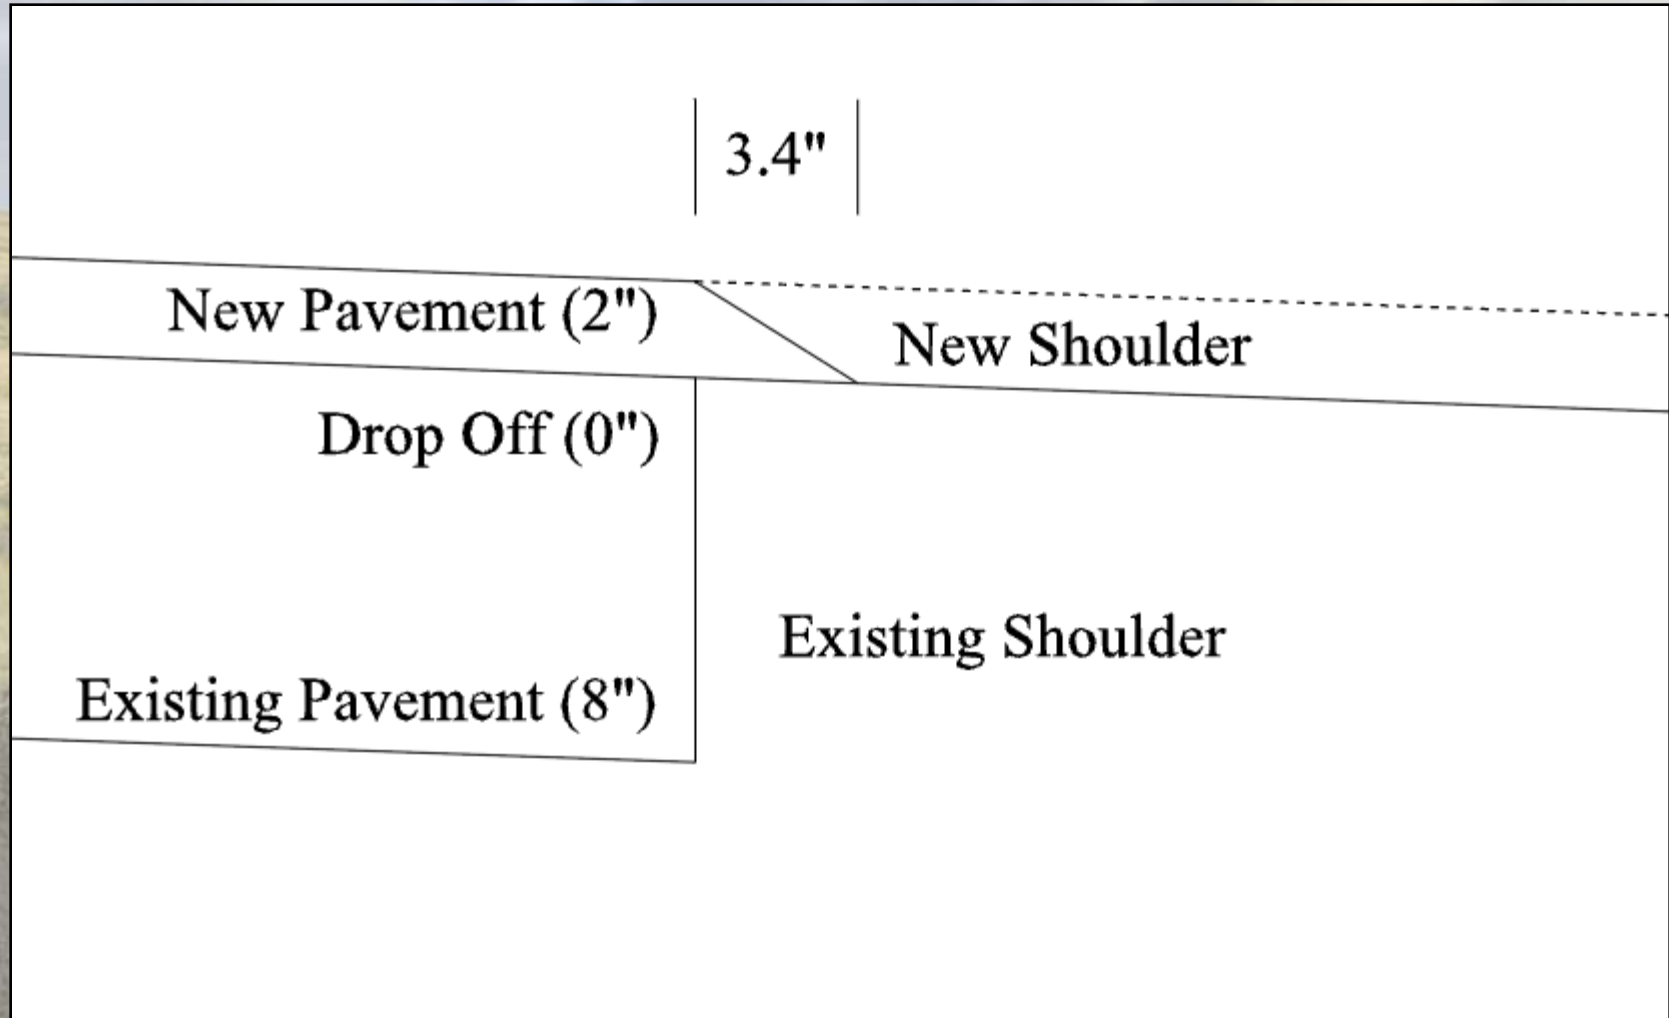 3.4"
New Pavement (2")
New Shoulder
Drop Off (0")
Existing Shoulder
Existing Pavement (8")